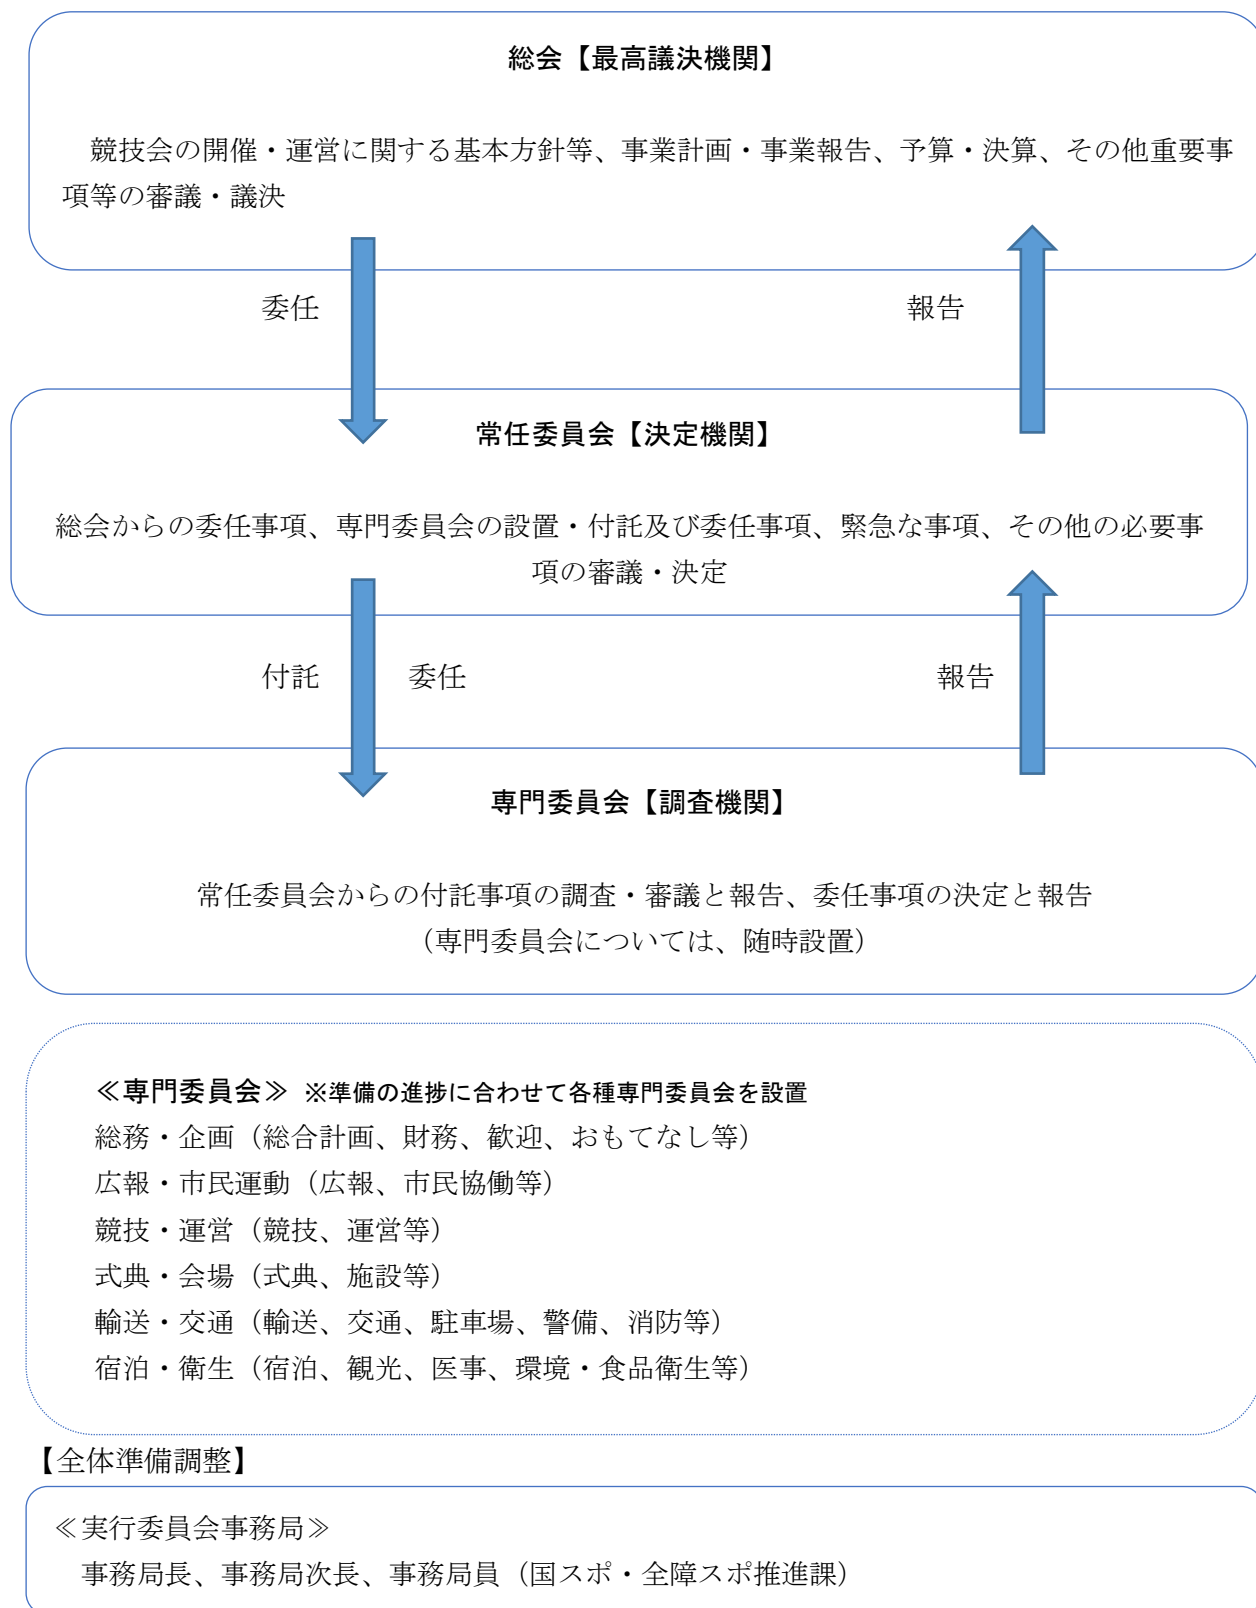 総会【最高議決機関】
競技会の開催・運営に関する基本方針等、事業計画・事業報告、予算・決算、その他重要事
項等の審議・議決
委任
報告
常任委員会【決定機関】
総会からの委任事項、専門委員会の設置・付託及び委任事項、緊急な事項、その他の必要事
項の審議・決定
付託
委任
報告
専門委員会【調査機関】
常任委員会からの付託事項の調査・審議と報告、委任事項の決定と報告
（専門委員会については、随時設置）
≪専門委員会≫ ※準備の進捗に合わせて各種専門委員会を設置
総務・企画（総合計画、財務、歓迎、おもてなし等）
広報・市民運動（広報、市民協働等）
競技・運営（競技、運営等）
式典・会場（式典、施設等）
輸送・交通（輸送、交通、駐車場、警備、消防等）
宿泊・衛生（宿泊、観光、医事、環境・食品衛生等）
【全体準備調整】
≪実行委員会事務局≫
事務局長、事務局次長、事務局員（国スポ・全障スポ推進課）